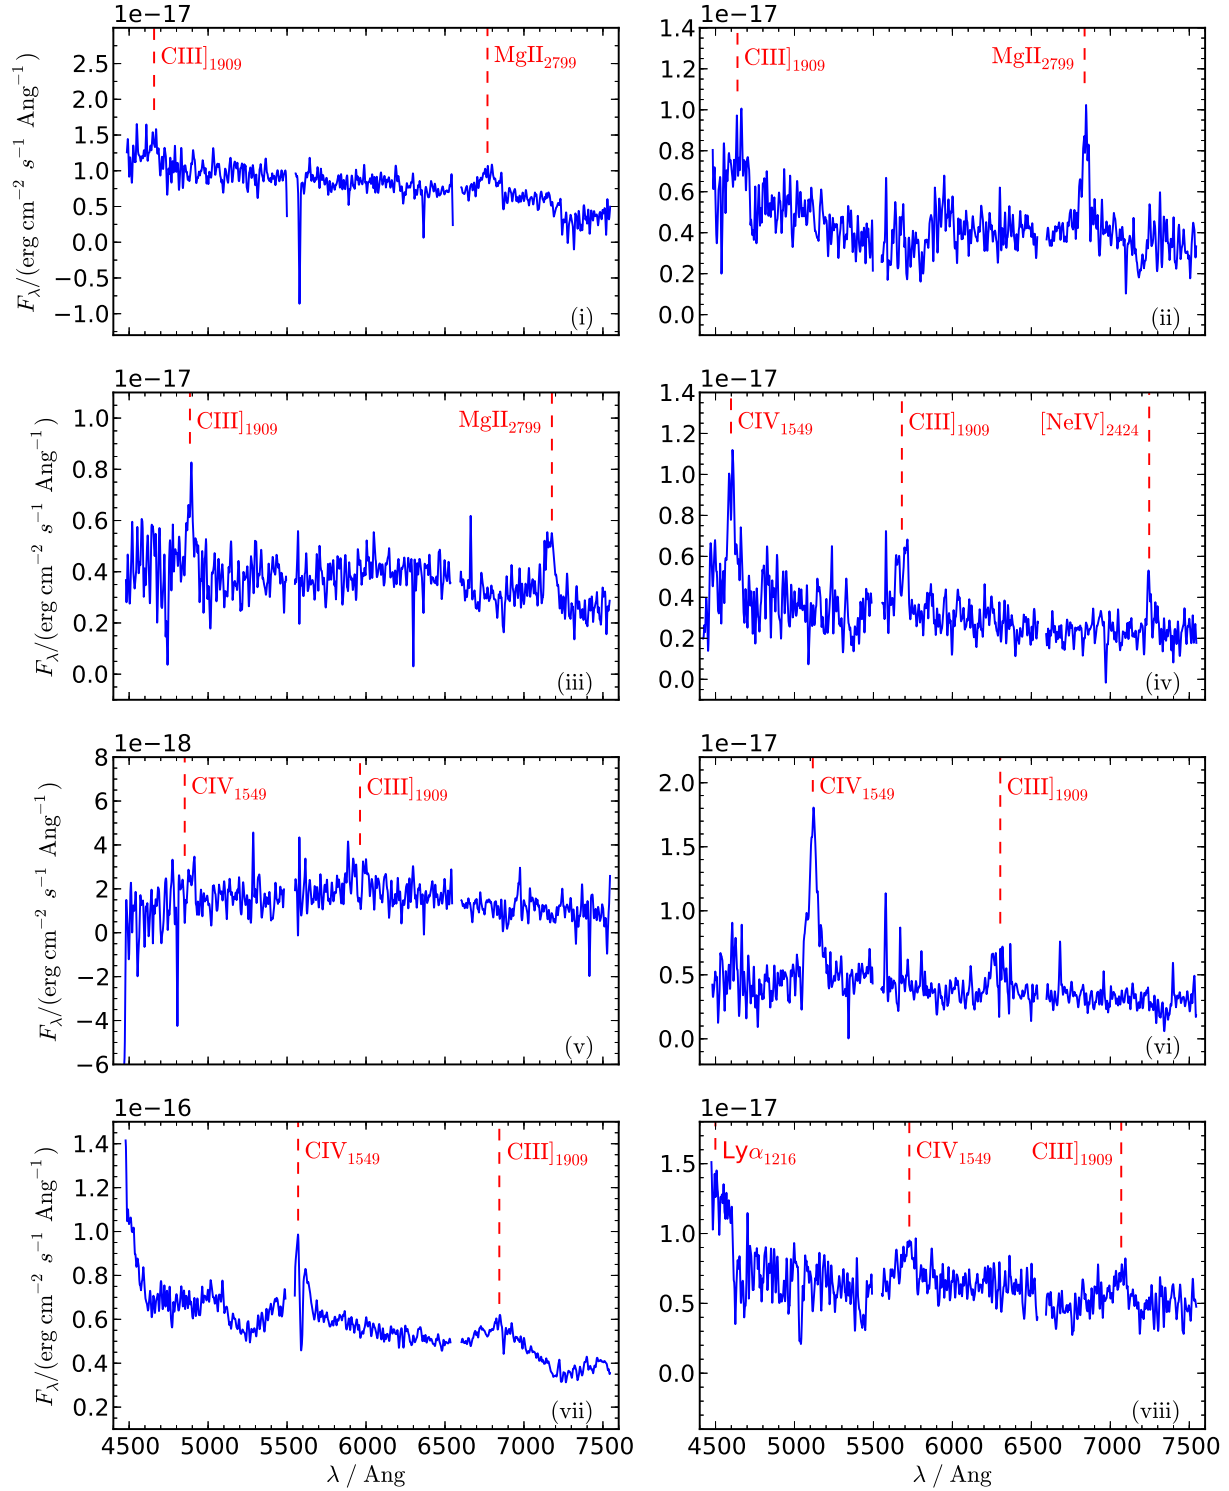 1e−17
F_λ/(erg cm⁻² s⁻¹ Ang⁻¹)
2.5
2.0
1.5
1.0
0.5
0.0
−0.5
−1.0
CIII]₁₉₀₉
MgII₂₇₉₉
(i)
1e−17
1.4
1.2
1.0
0.8
0.6
0.4
0.2
0.0
CIII]₁₉₀₉
MgII₂₇₉₉
(ii)
1e−17
F_λ/(erg cm⁻² s⁻¹ Ang⁻¹)
1.0
0.8
0.6
0.4
0.2
0.0
CIII]₁₉₀₉
MgII₂₇₉₉
(iii)
1e−17
1.4
1.2
1.0
0.8
0.6
0.4
0.2
0.0
CIV₁₅₄₉
CIII]₁₉₀₉
[NeIV]₂₄₂₄
(iv)
1e−18
F_λ/(erg cm⁻² s⁻¹ Ang⁻¹)
8
6
4
2
0
−2
−4
−6
CIV₁₅₄₉
CIII]₁₉₀₉
(v)
1e−17
2.0
1.5
1.0
0.5
0.0
CIV₁₅₄₉
CIII]₁₉₀₉
(vi)
1e−16
F_λ/(erg cm⁻² s⁻¹ Ang⁻¹)
1.4
1.2
1.0
0.8
0.6
0.4
0.2
CIV₁₅₄₉
CIII]₁₉₀₉
(vii)
4500 5000 5500 6000 6500 7000 7500
λ / Ang
1e−17
1.5
1.0
0.5
0.0
Lyα₁₂₁₆
CIV₁₅₄₉
CIII]₁₉₀₉
(viii)
4500 5000 5500 6000 6500 7000 7500
λ / Ang